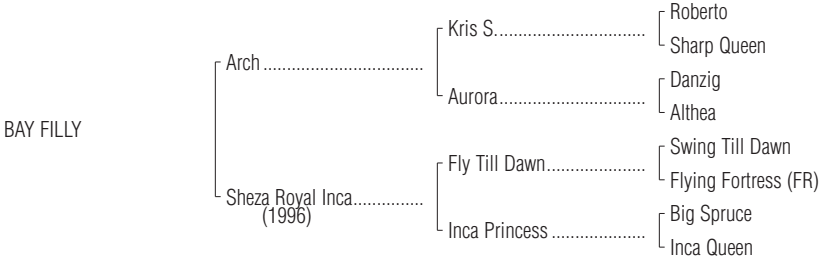 Roberto
Kris S.................................
Sharp Queen
Arch .................................
Danzig
Aurora.................................
Althea
BAY FILLY
Swing Till Dawn
Fly Till Dawn......................
Flying Fortress (FR)
Sheza Royal Inca...............
(1996)
Big Spruce
Inca Princess .....................
Inca Queen